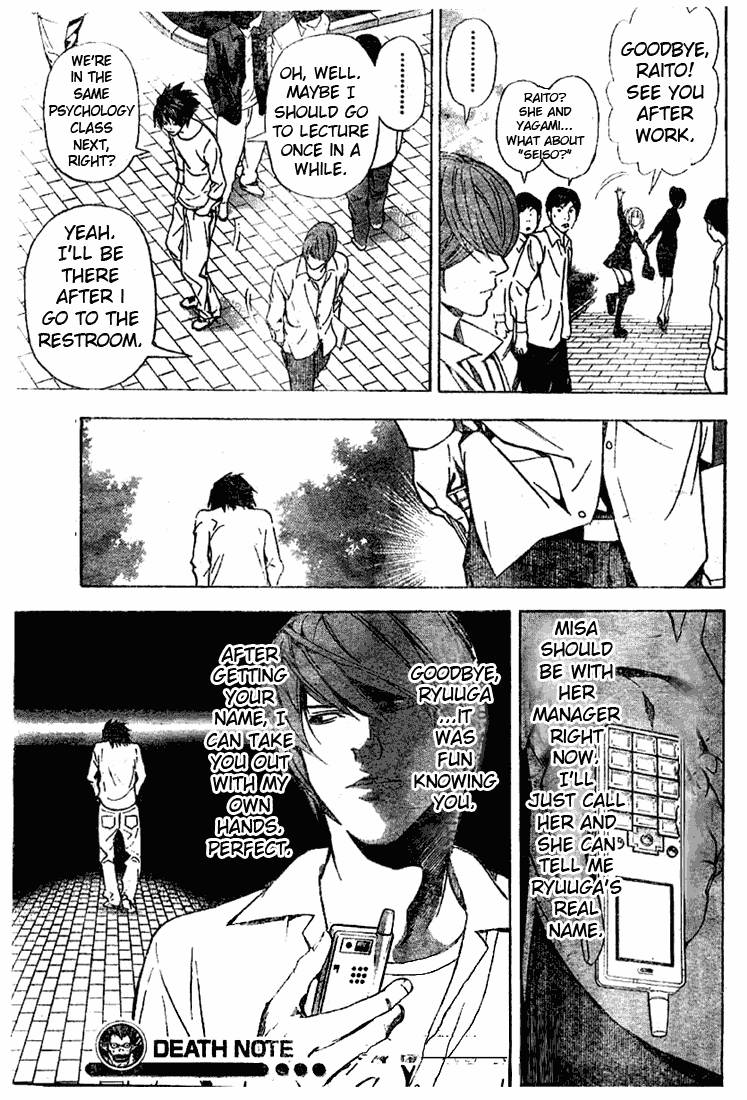 GOODBYE,
RAITO!
SEE YOU
AFTER
WORK.
RAITO?
SHE AND
YAGAMI...
WHAT ABOUT
"SEISO?"
..........
..........
OH, WELL.
MAYBE I
SHOULD GO
TO LECTURE
ONCE IN A
WHILE.
WE'RE
IN THE
SAME
PSYCHOLOGY
CLASS
NEXT,
RIGHT?
YEAH.
I'LL BE
THERE
AFTER I
GO TO THE
RESTROOM.
MISA
SHOULD
BE WITH
HER
MANAGER
RIGHT
NOW.
I'LL
JUST CALL
HER AND
SHE CAN
TELL ME
RYUUGA'S
REAL
NAME.
GOODBYE,
RYUUGA
...IT
WAS
FUN
KNOWING
YOU.
AFTER
GETTING
YOUR
NAME, I
CAN TAKE
YOU OUT
WITH MY
OWN
HANDS.
PERFECT.
DEATH NOTE